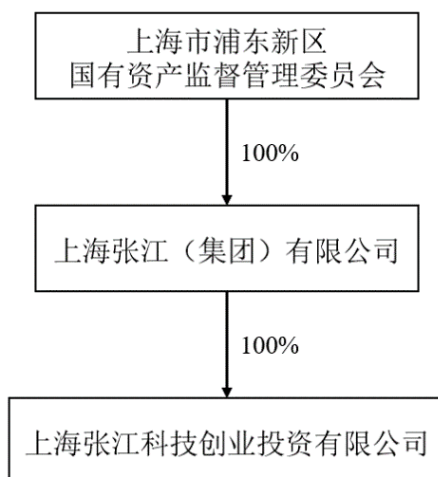 上海市浦东新区
国有资产监督管理委员会
100%
上海张江（集团）有限公司
100%
上海张江科技创业投资有限公司